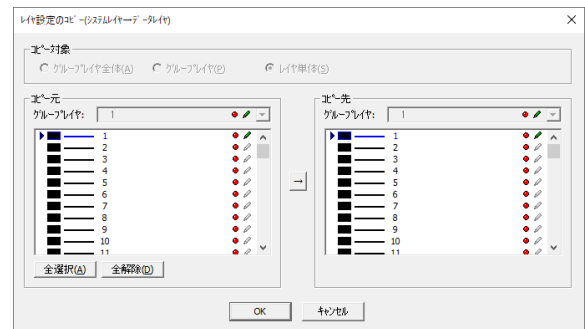 ﾚｲﾔ設定のｺﾋﾟｰ(ｼｽﾃﾑﾚｲﾔ→ﾃﾞｰﾀﾚｲﾔ)
ｺﾋﾟｰ対象
ｸﾞﾙｰﾌﾟﾚｲﾔ全体(A) ｸﾞﾙｰﾌﾟﾚｲﾔ(P) ﾚｲﾔ単体(S)
ｺﾋﾟｰ元
ｸﾞﾙｰﾌﾟﾚｲﾔ: 1
1
2
3
4
5
6
7
8
9
10
11
全選択(A) 全解除(D)
→
ｺﾋﾟｰ先
ｸﾞﾙｰﾌﾟﾚｲﾔ: 1
1
2
3
4
5
6
7
8
9
10
11
OK ｷｬﾝｾﾙ